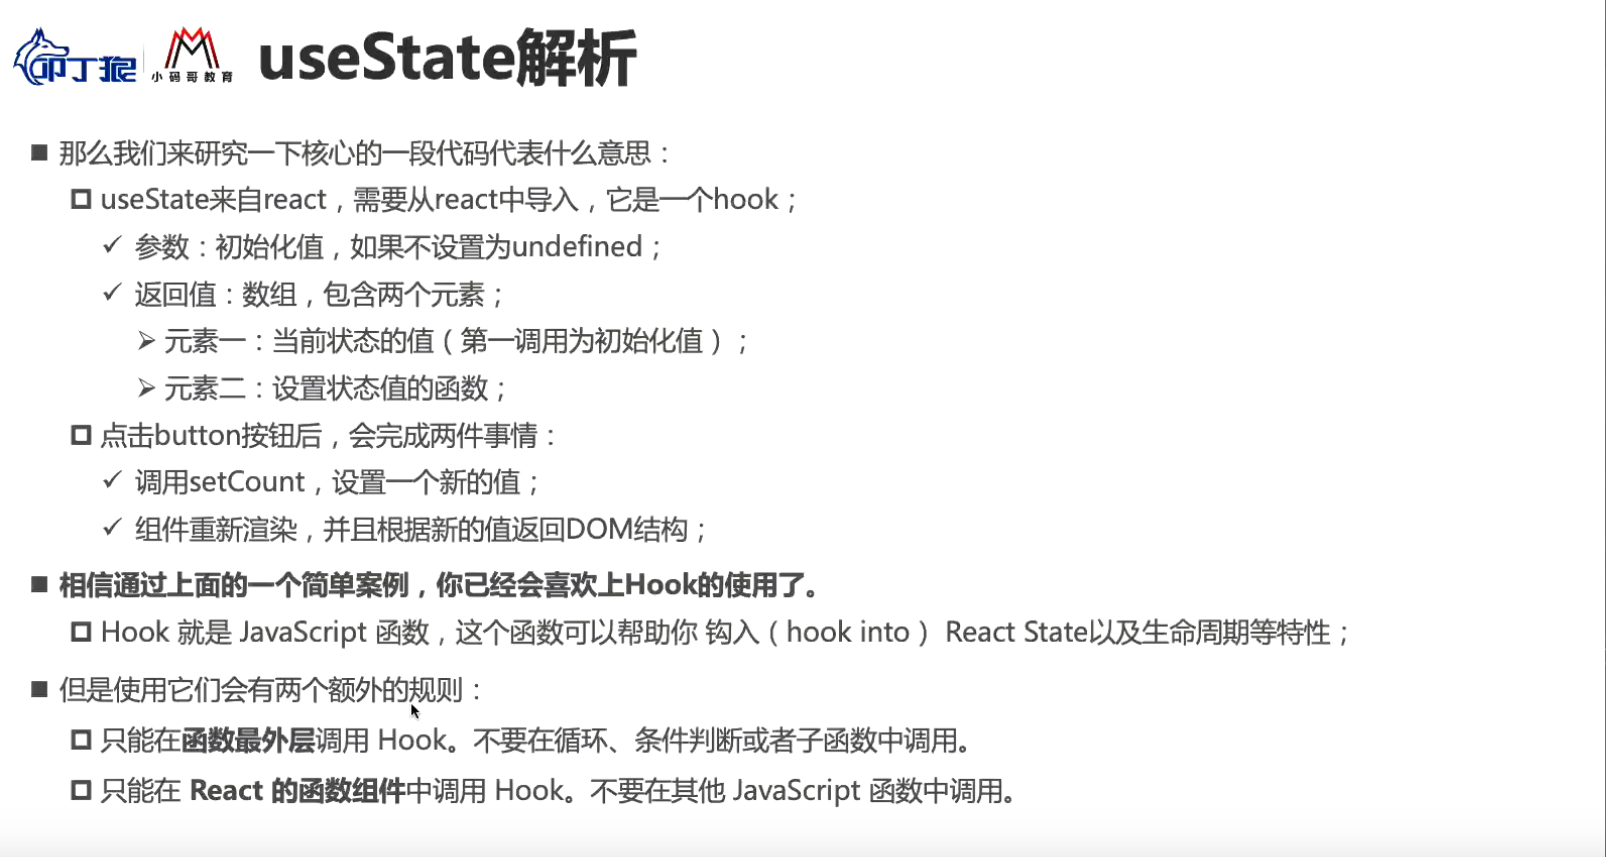 叩丁狼
小码哥教育
useState解析
那么我们来研究一下核心的一段代码代表什么意思：
useState来自react，需要从react中导入，它是一个hook；
参数：初始化值，如果不设置为undefined；
返回值：数组，包含两个元素；
元素一：当前状态的值（第一调用为初始化值）；
元素二：设置状态值的函数；
点击button按钮后，会完成两件事情：
调用setCount，设置一个新的值；
组件重新渲染，并且根据新的值返回DOM结构；
相信通过上面的一个简单案例，你已经会喜欢上Hook的使用了。
Hook 就是 JavaScript 函数，这个函数可以帮助你 钩入（hook into） React State以及生命周期等特性；
但是使用它们会有两个额外的规则：
只能在函数最外层调用 Hook。不要在循环、条件判断或者子函数中调用。
只能在 React 的函数组件中调用 Hook。不要在其他 JavaScript 函数中调用。